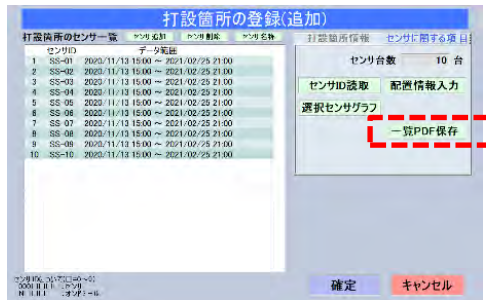 打設箇所の登録(追加)
打設箇所のセンサ一覧 センサ追加 センサ削除 センサ名称
センサID データ範囲
1 SS-01 2020/11/13 15:00 ~ 2021/02/25 21:00
2 SS-02 2020/11/13 15:00 ~ 2021/02/25 21:00
3 SS-03 2020/11/13 15:00 ~ 2021/02/25 21:00
4 SS-04 2020/11/13 15:00 ~ 2021/02/25 21:00
5 SS-05 2020/11/13 15:00 ~ 2021/02/25 21:00
6 SS-06 2020/11/13 15:00 ~ 2021/02/25 21:00
7 SS-07 2020/11/13 15:00 ~ 2021/02/25 21:00
8 SS-08 2020/11/13 15:00 ~ 2021/02/25 21:00
9 SS-09 2020/11/13 15:00 ~ 2021/02/25 21:00
10 SS-10 2020/11/13 15:00 ~ 2021/02/25 21:00
打設箇所情報 センサに関する項目
センサ台数 10 台
センサID読取 配置情報入力
選択センサグラフ
一覧PDF保存
確定 キャンセル